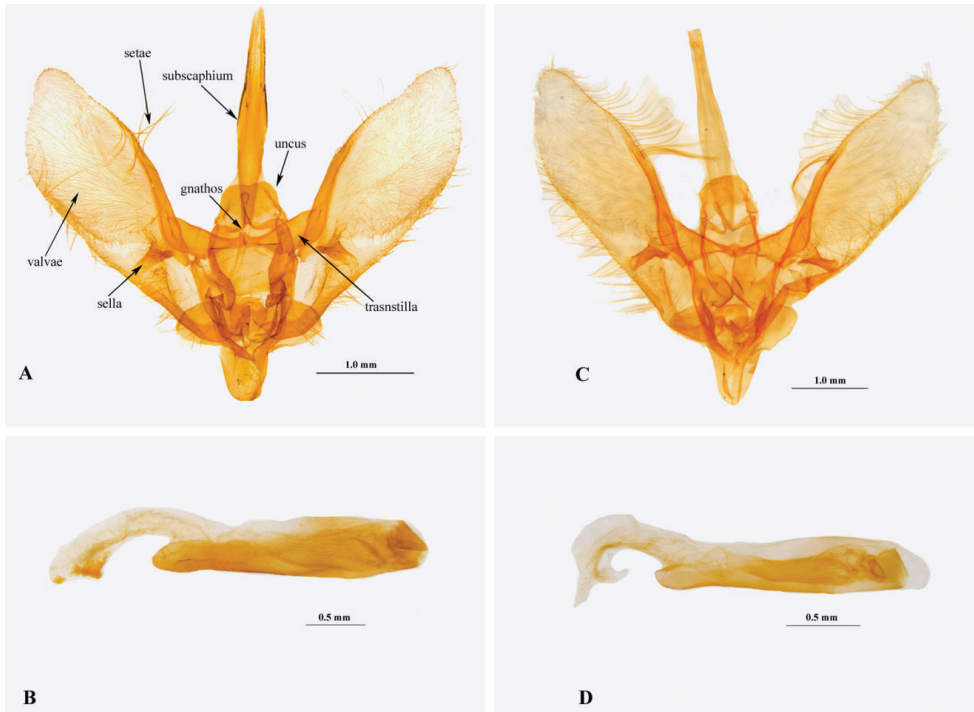 setae
subscaphium
uncus
gnathos
valvae
sella
trasnstilla
1.0 mm
A
C
1.0 mm
0.5 mm
B
0.5 mm
D